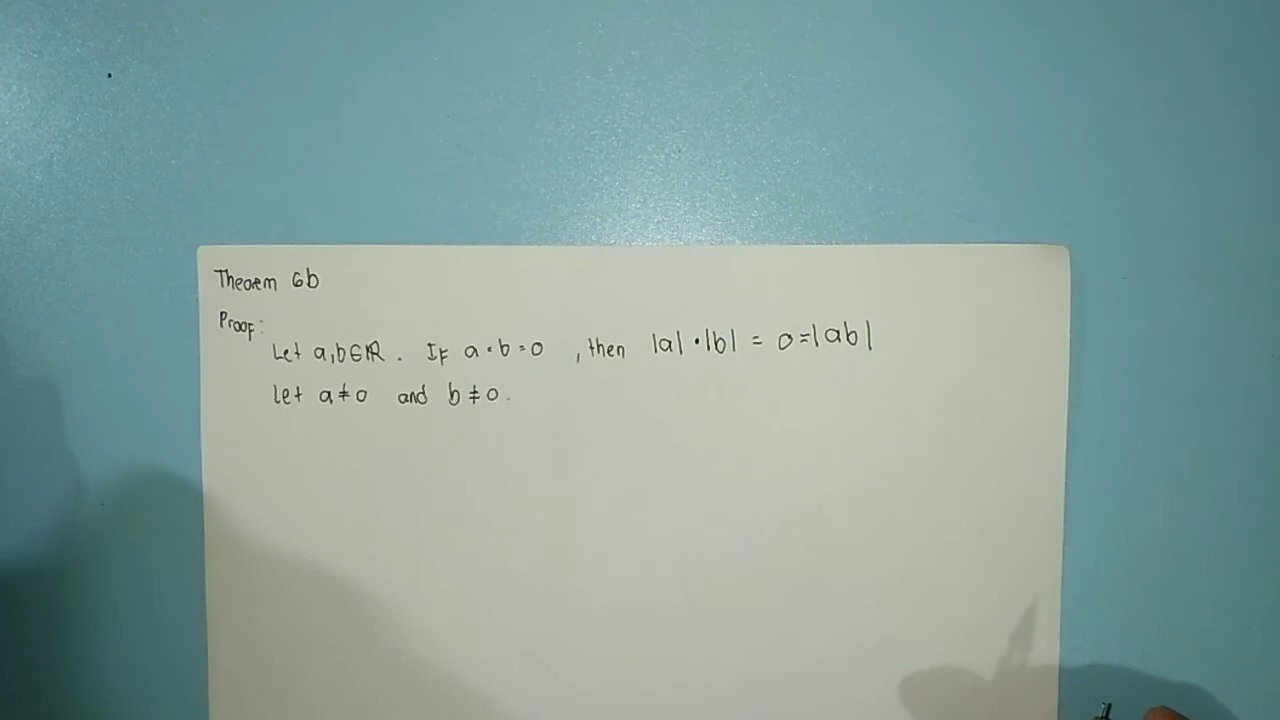 Theorem 6b
Proof:
Let a,b∈ℝ. If a·b=0, then |a|·|b| = 0=|ab|
Let a≠0 and b≠0.